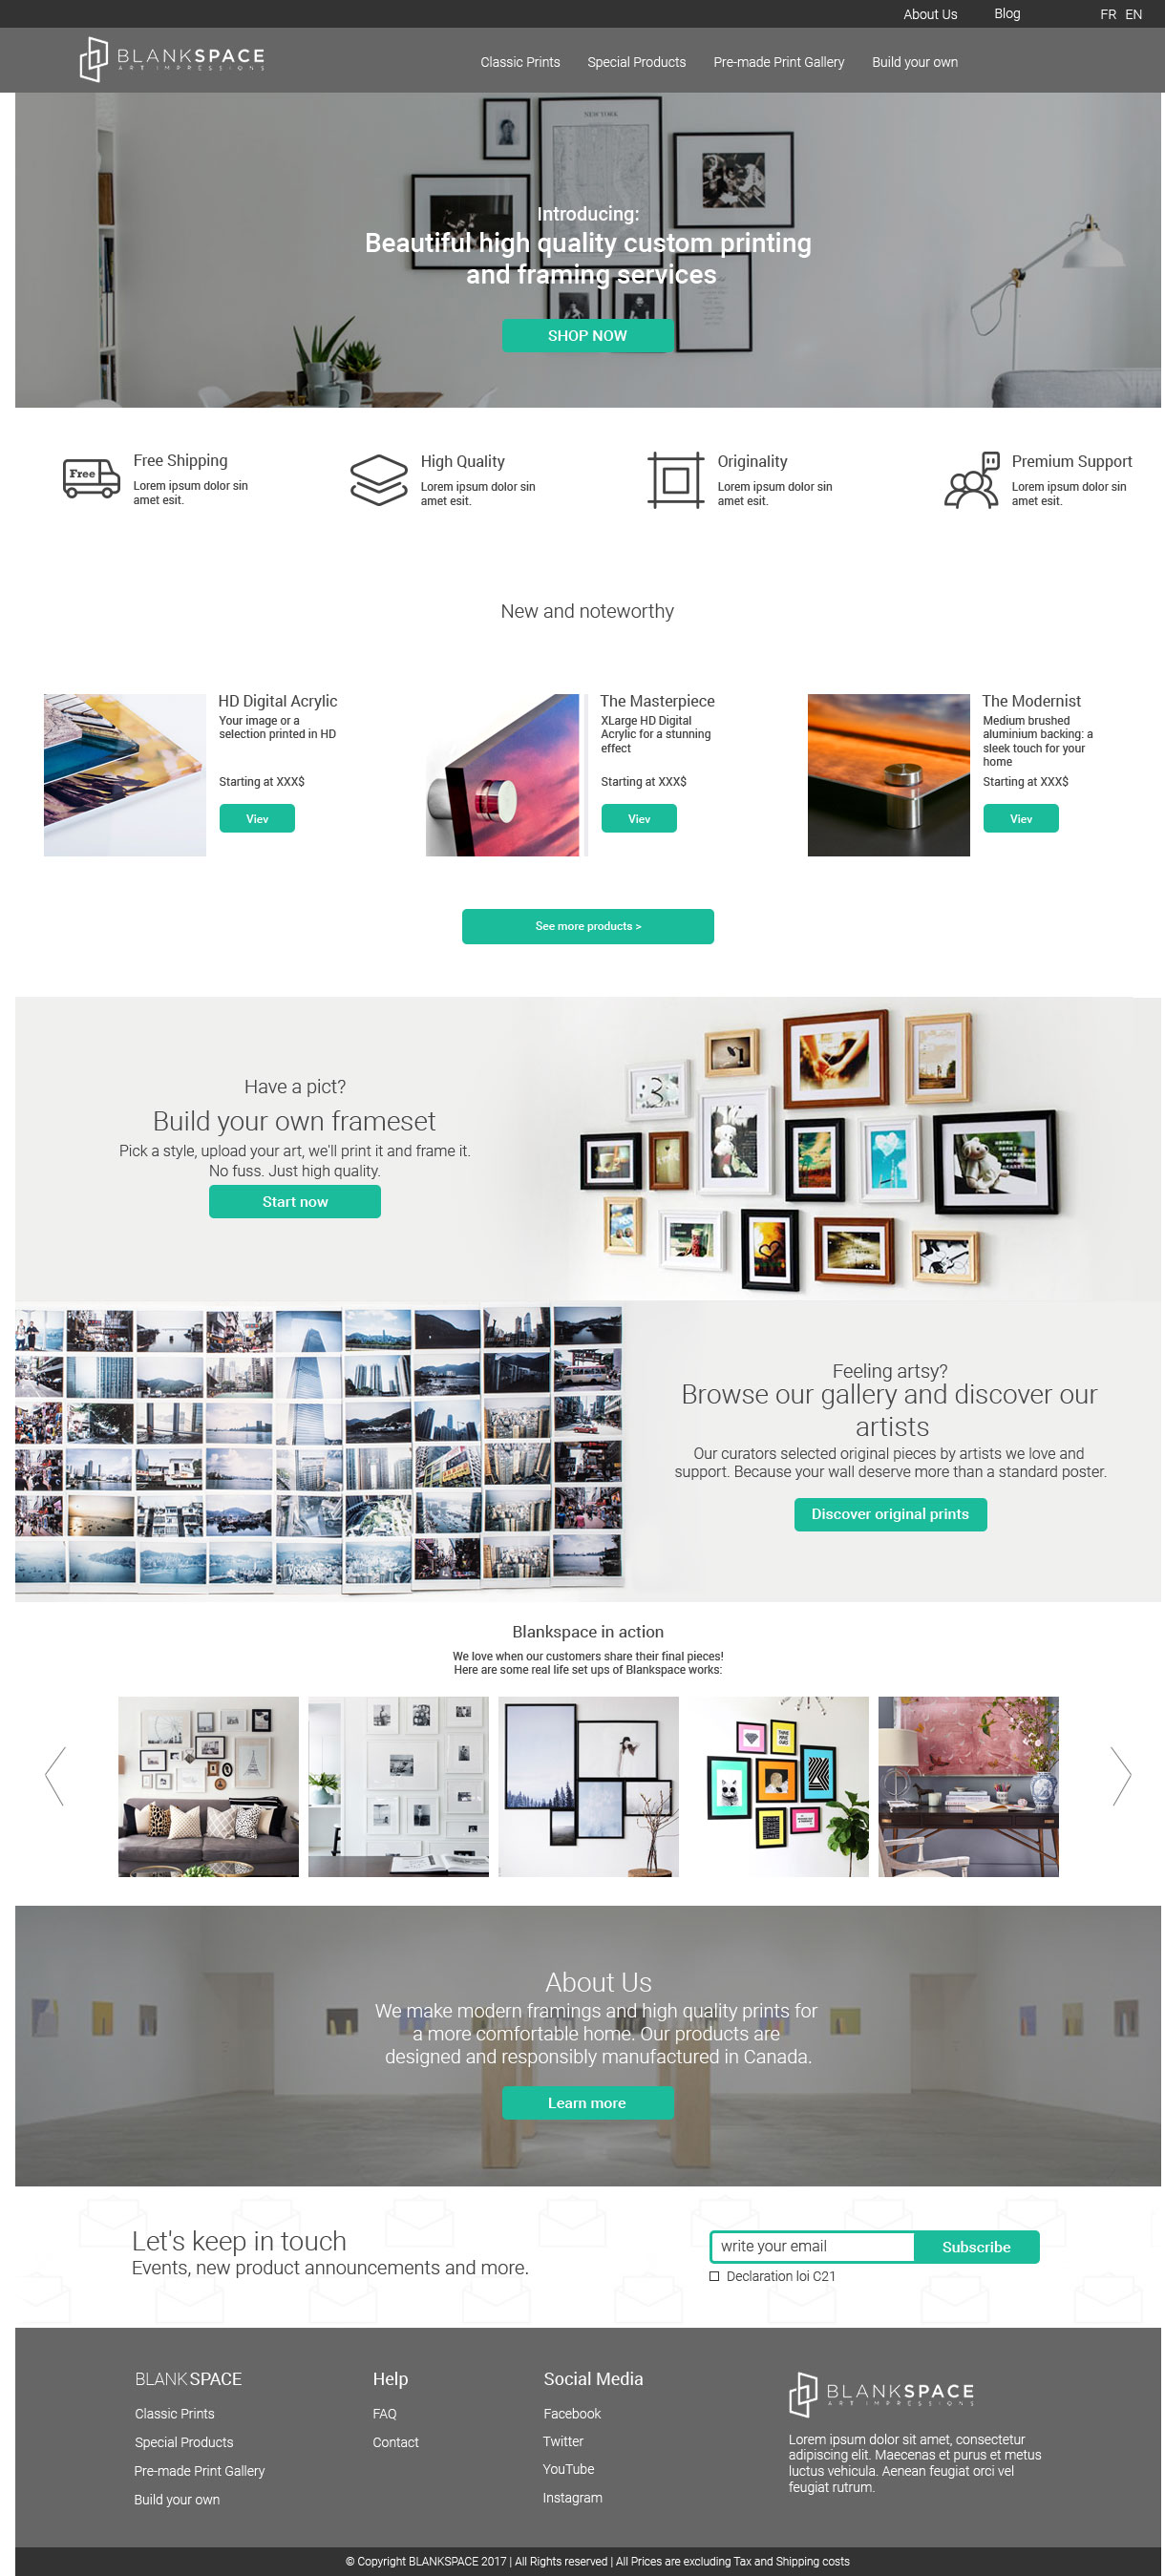 About Us
Blog
FR EN
BLANKSPACE
ART IMPRESSIONS
Classic Prints
Special Products
Pre-made Print Gallery
Build your own
NEW YORK
Introducing:
Beautiful high quality custom printing
and framing services
SHOP NOW
Free
Free Shipping
Lorem ipsum dolor sin
amet esit.
High Quality
Lorem ipsum dolor sin
amet esit.
Originality
Lorem ipsum dolor sin
amet esit.
Premium Support
Lorem ipsum dolor sin
amet esit.
New and noteworthy
HD Digital Acrylic
Your image or a
selection printed in HD
Starting at XXX$
Viev
The Masterpiece
XLarge HD Digital
Acrylic for a stunning
effect
Starting at XXX$
Viev
The Modernist
Medium brushed
aluminium backing: a
sleek touch for your
home
Starting at XXX$
Viev
See more products >
Have a pict?
Build your own frameset
Pick a style, upload your art, we'll print it and frame it.
No fuss. Just high quality.
Start now
Feeling artsy?
Browse our gallery and discover our
artists
Our curators selected original pieces by artists we love and
support. Because your wall deserve more than a standard poster.
Discover original prints
Blankspace in action
We love when our customers share their final pieces!
Here are some real life set ups of Blankspace works:
About Us
We make modern framings and high quality prints for
a more comfortable home. Our products are
designed and responsibly manufactured in Canada.
Learn more
Let's keep in touch
Events, new product announcements and more.
write your email
Subscribe
Declaration loi C21
BLANKSPACE
Classic Prints
Special Products
Pre-made Print Gallery
Build your own
Help
FAQ
Contact
Social Media
Facebook
Twitter
YouTube
Instagram
BLANKSPACE
ART IMPRESSIONS
Lorem ipsum dolor sit amet, consectetur
adipiscing elit. Maecenas et purus et metus
luctus vehicula. Aenean feugiat orci vel
feugiat rutrum.
© Copyright BLANKSPACE 2017 | All Rights reserved | All Prices are excluding Tax and Shipping costs